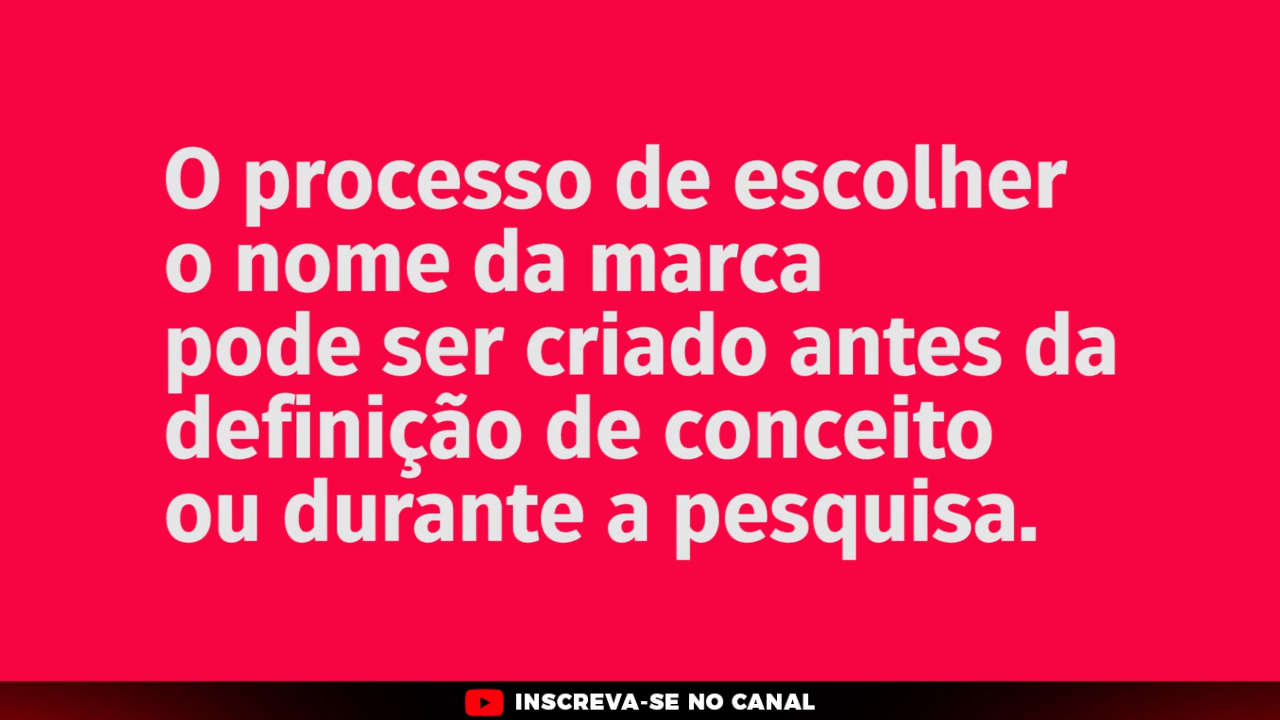 O processo de escolher
o nome da marca
pode ser criado antes da
definição de conceito
ou durante a pesquisa.
INSCREVA-SE NO CANAL